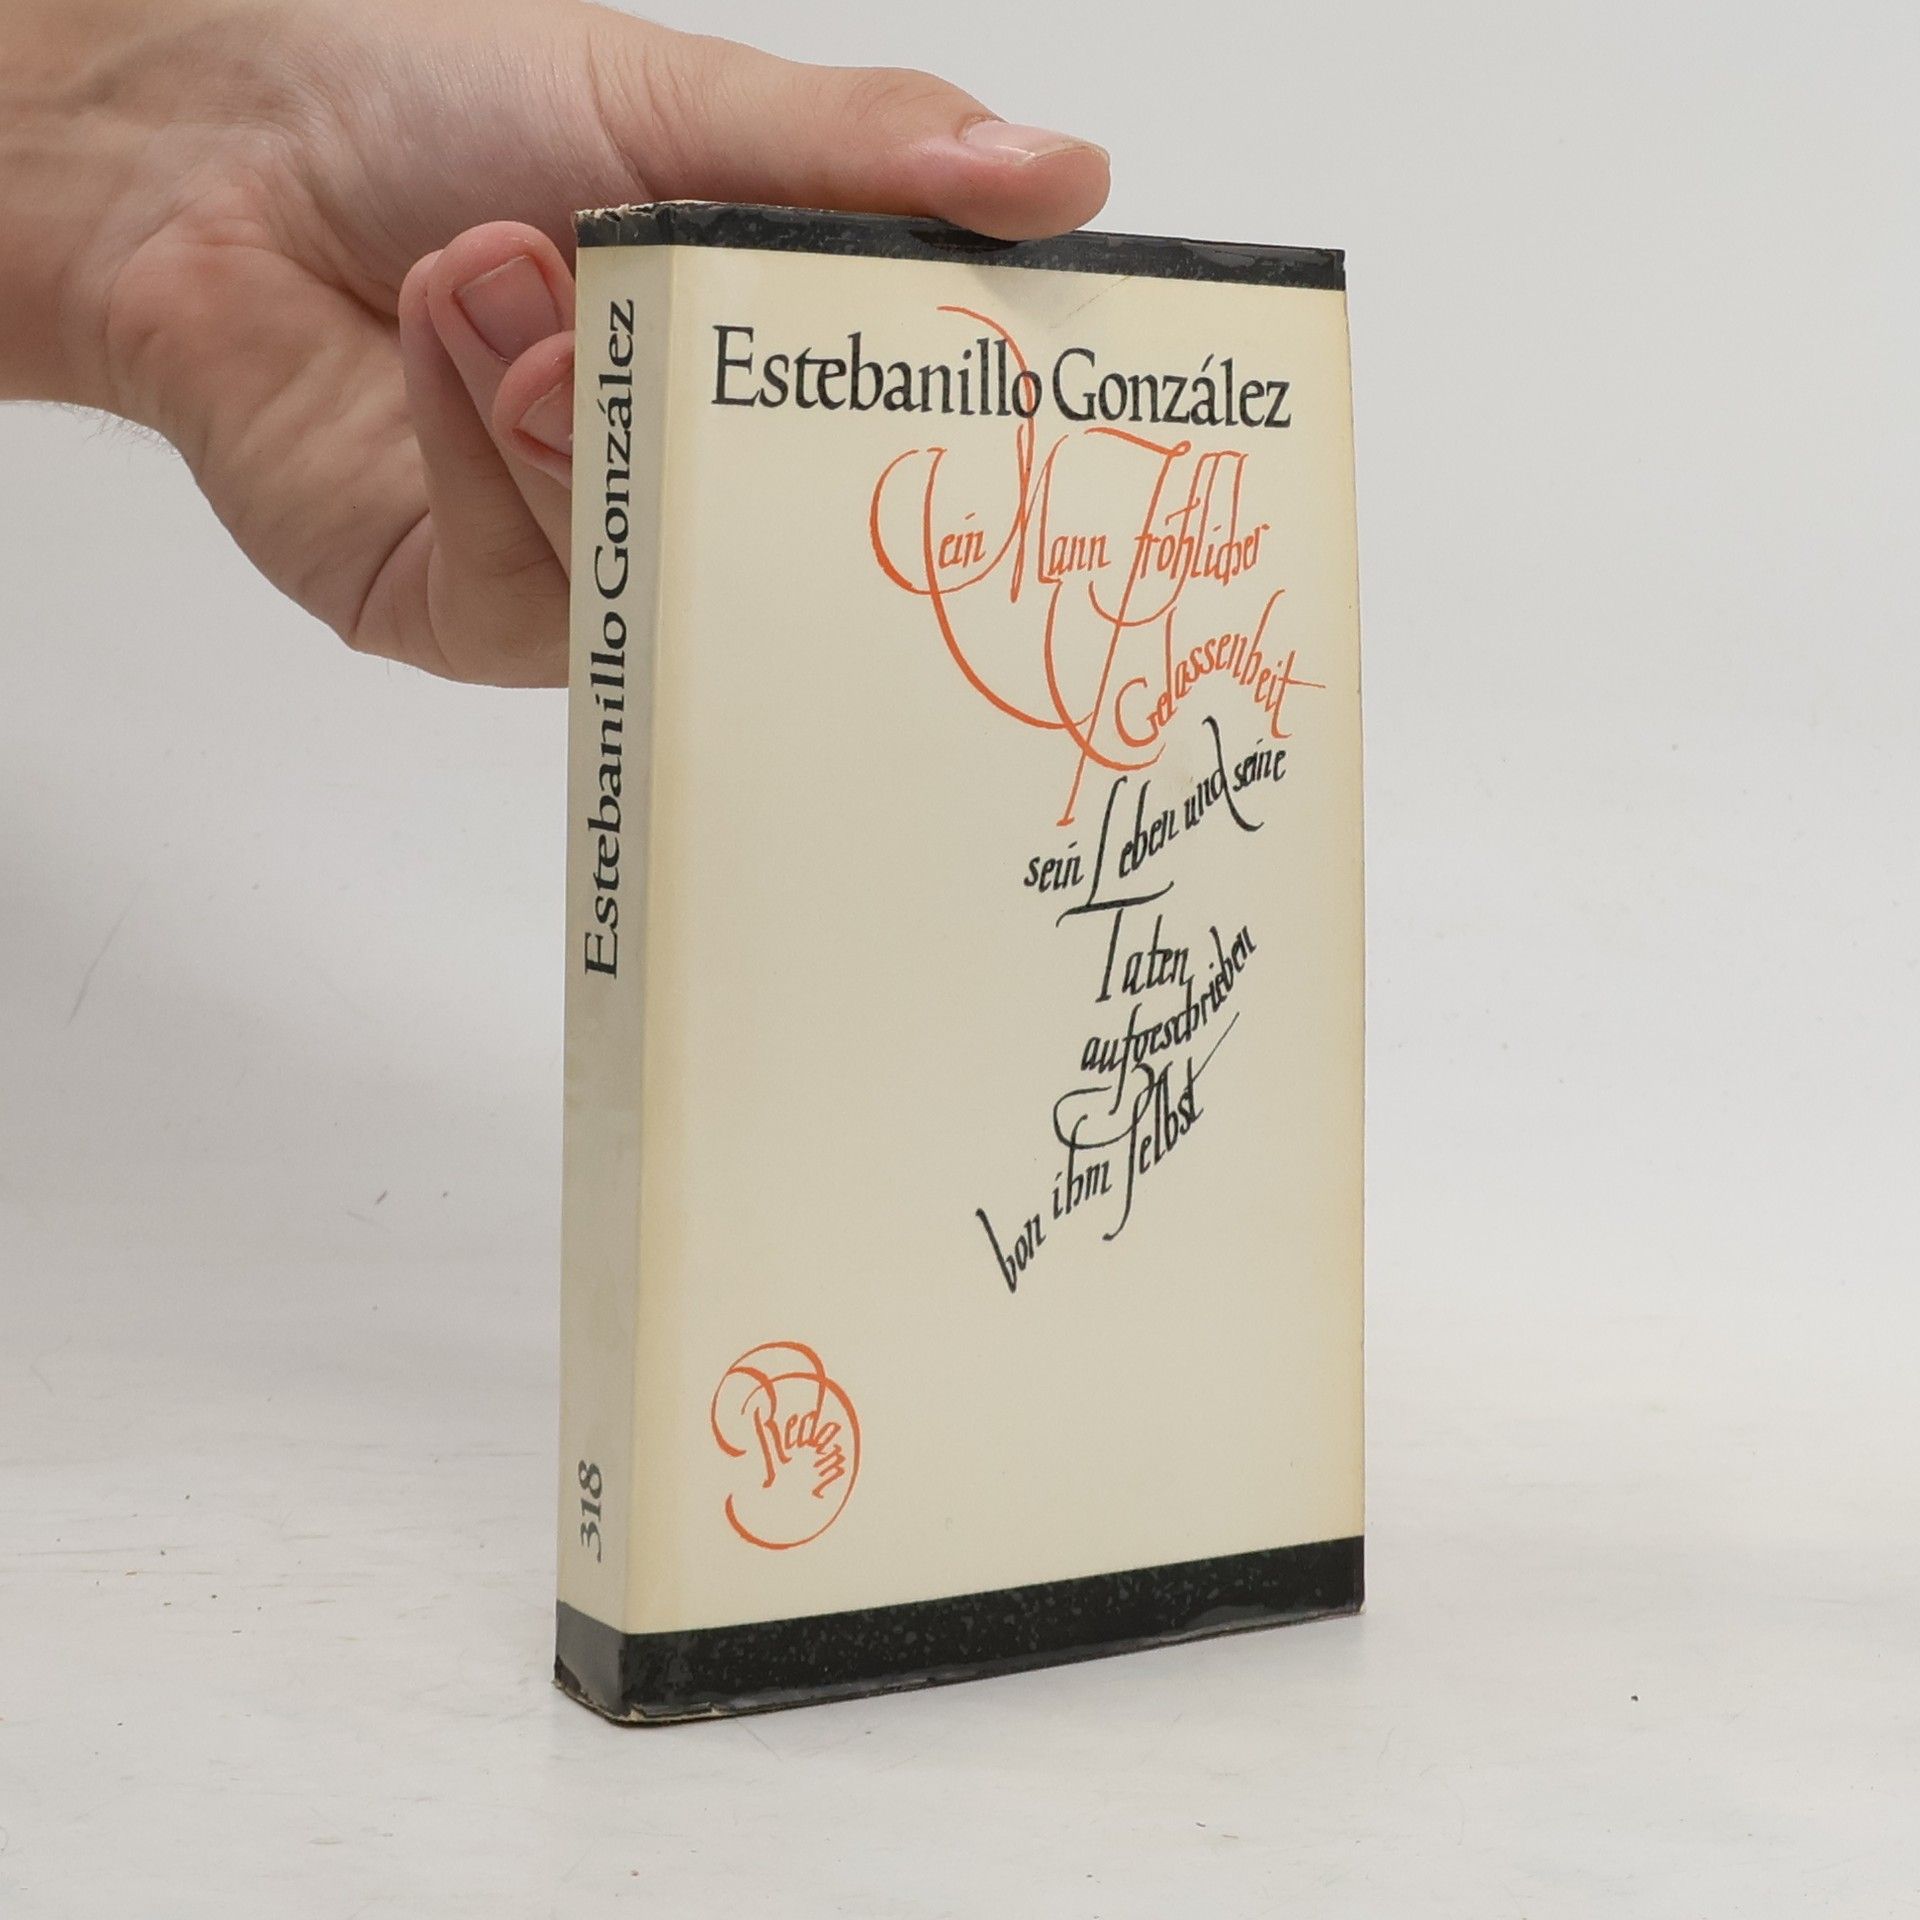 Estebanillo González
318
Estebanillo González
ein Mann fröhlicher
Gelassenheit
sein Leben und seine
Taten
aufgeschrieben
von ihm selbst
Reclam